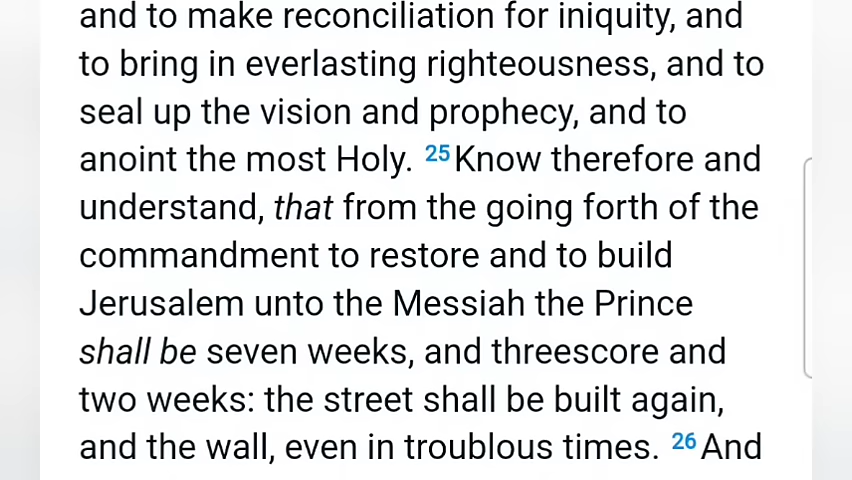 and to make reconciliation for iniquity, and
to bring in everlasting righteousness, and to
seal up the vision and prophecy, and to
anoint the most Holy. 25 Know therefore and
understand, that from the going forth of the
commandment to restore and to build
Jerusalem unto the Messiah the Prince
shall be seven weeks, and threescore and
two weeks: the street shall be built again,
and the wall, even in troublous times. 26 And